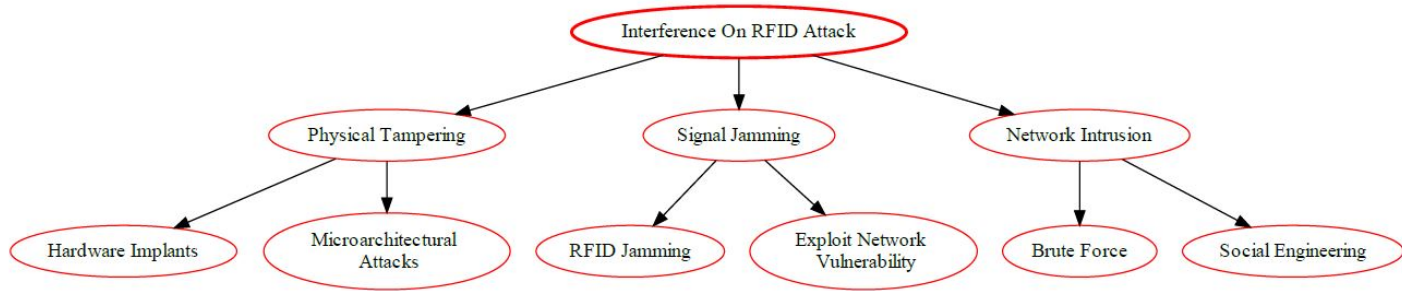 Interference On RFID Attack
Physical Tampering
Signal Jamming
Network Intrusion
Hardware Implants
Microarchitectural
Attacks
RFID Jamming
Exploit Network
Vulnerability
Brute Force
Social Engineering